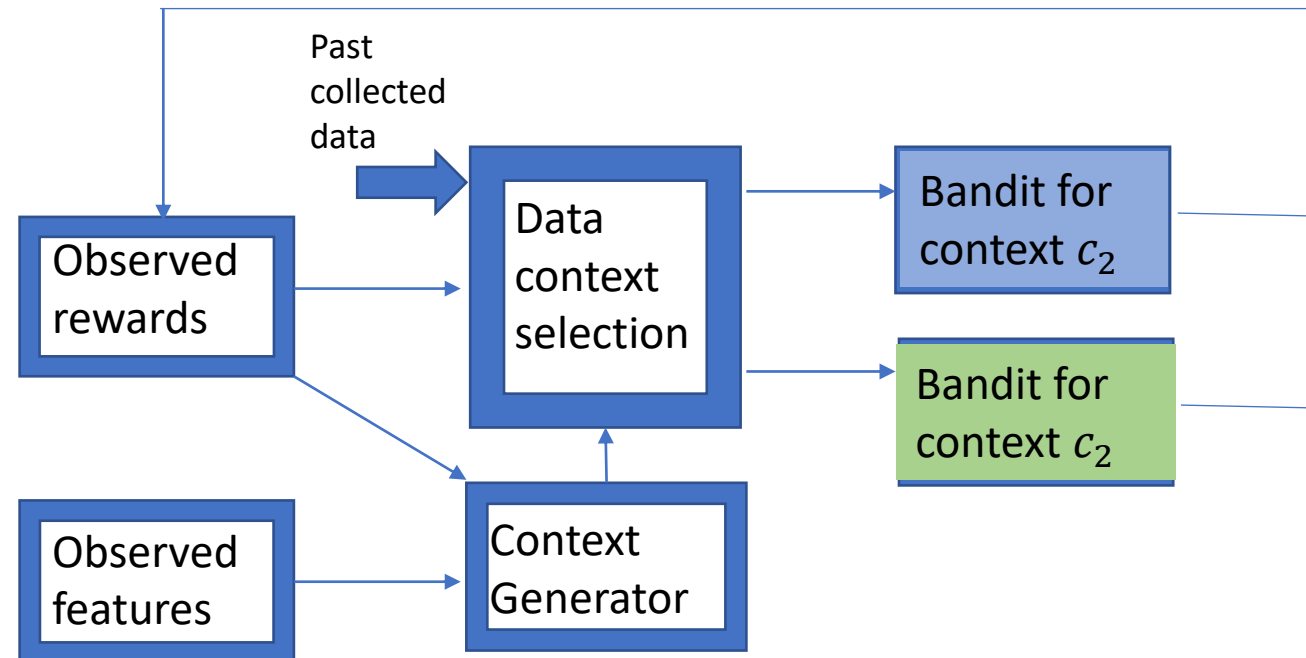 Past
collected
data
Observed
rewards
Data
context
selection
Bandit for
context c₂
Bandit for
context c₂
Observed
features
Context
Generator